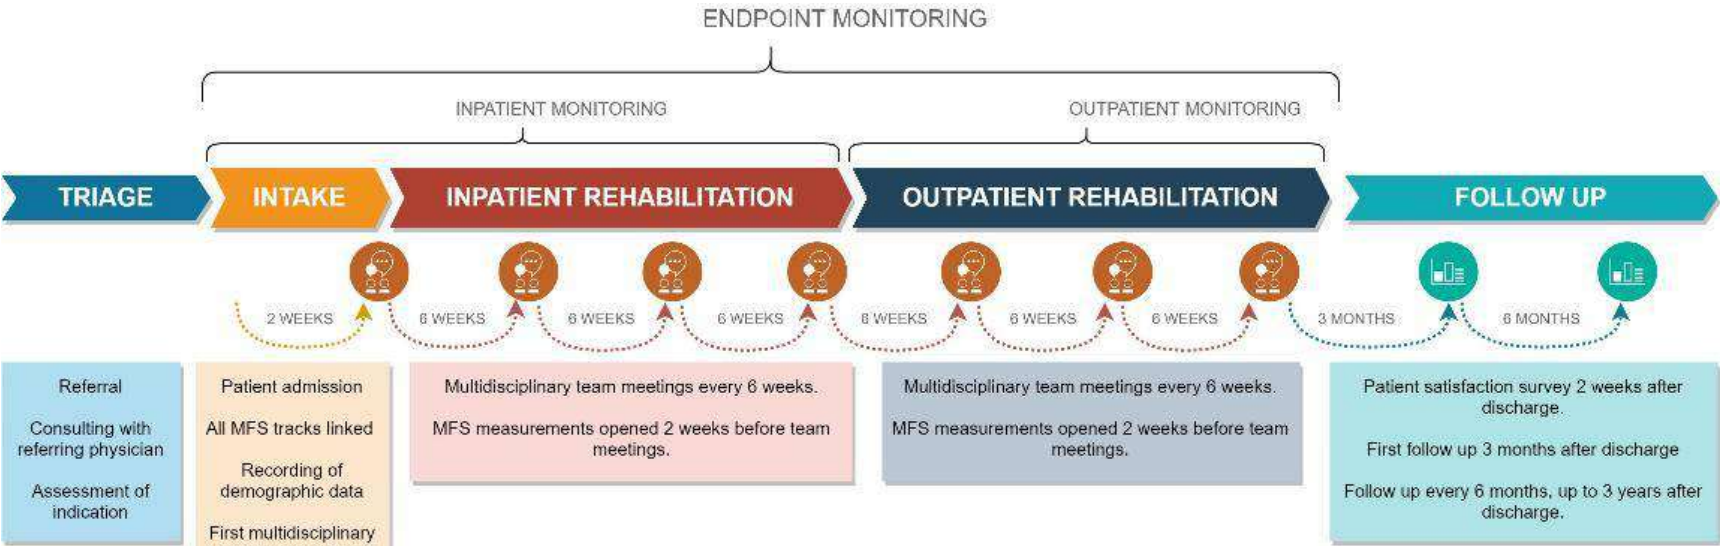 ENDPOINT MONITORING
INPATIENT MONITORING
OUTPATIENT MONITORING
TRIAGE
INTAKE
INPATIENT REHABILITATION
OUTPATIENT REHABILITATION
FOLLOW UP
2 WEEKS
6 WEEKS
6 WEEKS
6 WEEKS
6 WEEKS
6 WEEKS
6 WEEKS
3 MONTHS
6 MONTHS
Referral
Consulting with
referring physician
Assessment of
indication
Patient admission
All MFS tracks linked
Recording of
demographic data
First multidisciplinary
Multidisciplinary team meetings every 6 weeks.
MFS measurements opened 2 weeks before team
meetings.
Multidisciplinary team meetings every 6 weeks.
MFS measurements opened 2 weeks before team
meetings.
Patient satisfaction survey 2 weeks after
discharge.
First follow up 3 months after discharge
Follow up every 6 months, up to 3 years after
discharge.